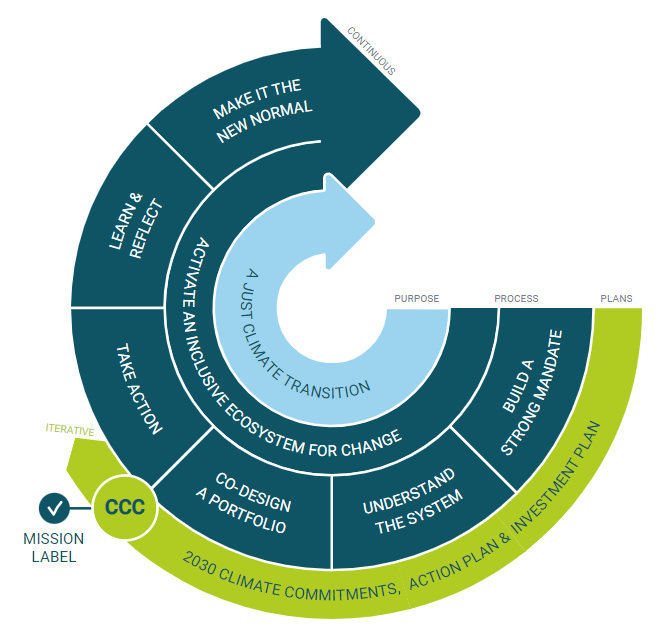 CONTINUOUS
MAKE IT THE
NEW NORMAL
LEARN &
REFLECT
ACTIVATE AN INCLUSIVE ECOSYSTEM FOR CHANGE
A JUST CLIMATE TRANSITION
PURPOSE
PROCESS
PLANS
BUILD A
STRONG MANDATE
TAKE ACTION
ITERATIVE
CO-DESIGN
A PORTFOLIO
UNDERSTAND
THE SYSTEM
CCC
MISSION
LABEL
2030 CLIMATE COMMITMENTS, ACTION PLAN & INVESTMENT PLAN